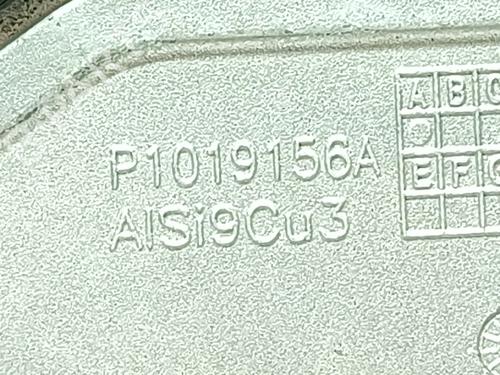 P1019156A
AlSi9Cu3
A B C
E F G